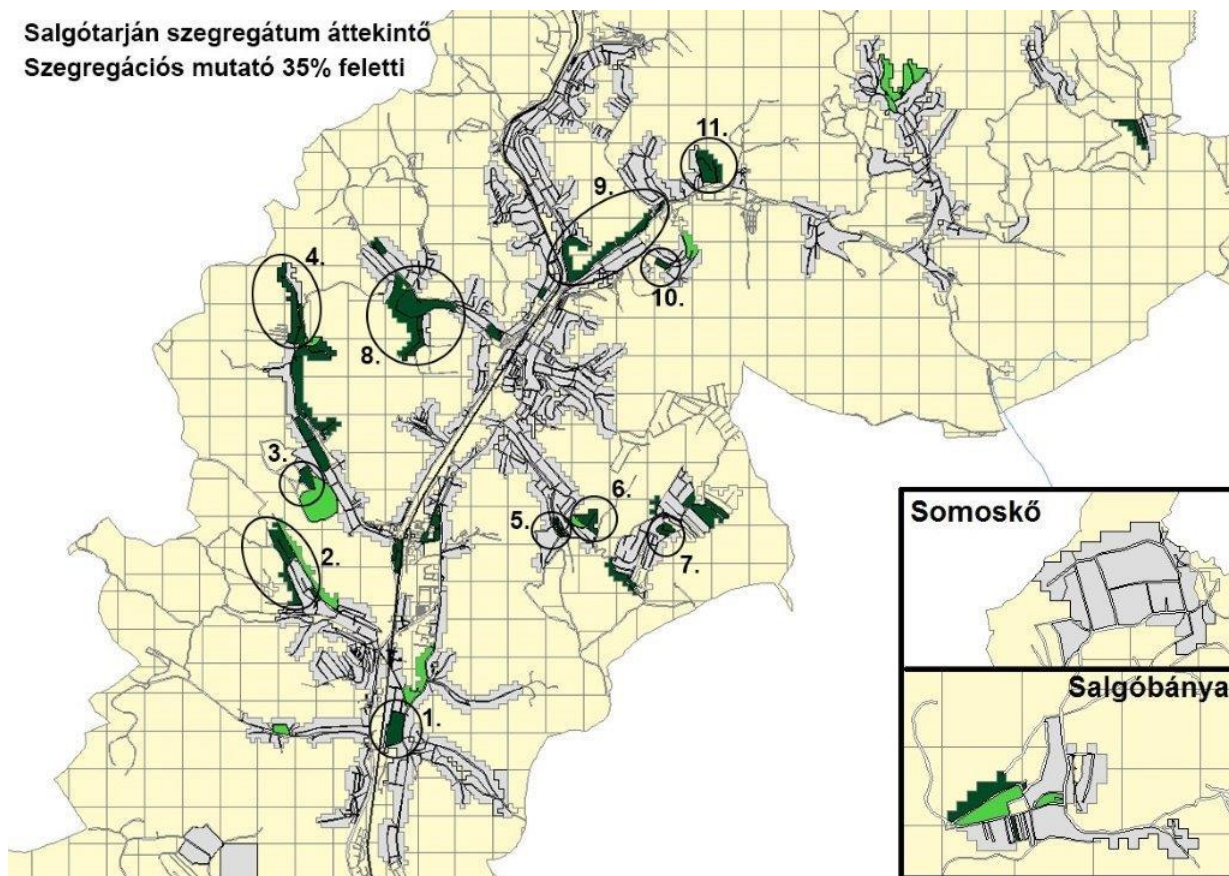 Salgótarján szegregátum áttekintő
Szegregációs mutató 35% feletti
11.
9.
4.
10.
8.
3.
6.
5.
2.
7.
1.
Somoskő
Salgóbánya